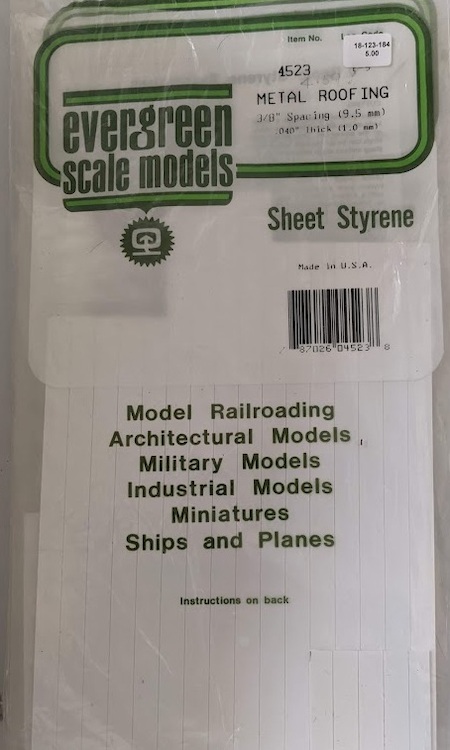 Item No.
18-123-184
5.00
4523
METAL ROOFING
3/8" Spacing (9.5 mm)
.040" Thick (1.0 mm)
evergreen
scale models
Sheet Styrene
Made in U.S.A.
87026 04523 8
Model Railroading
Architectural Models
Military Models
Industrial Models
Miniatures
Ships and Planes
Instructions on back